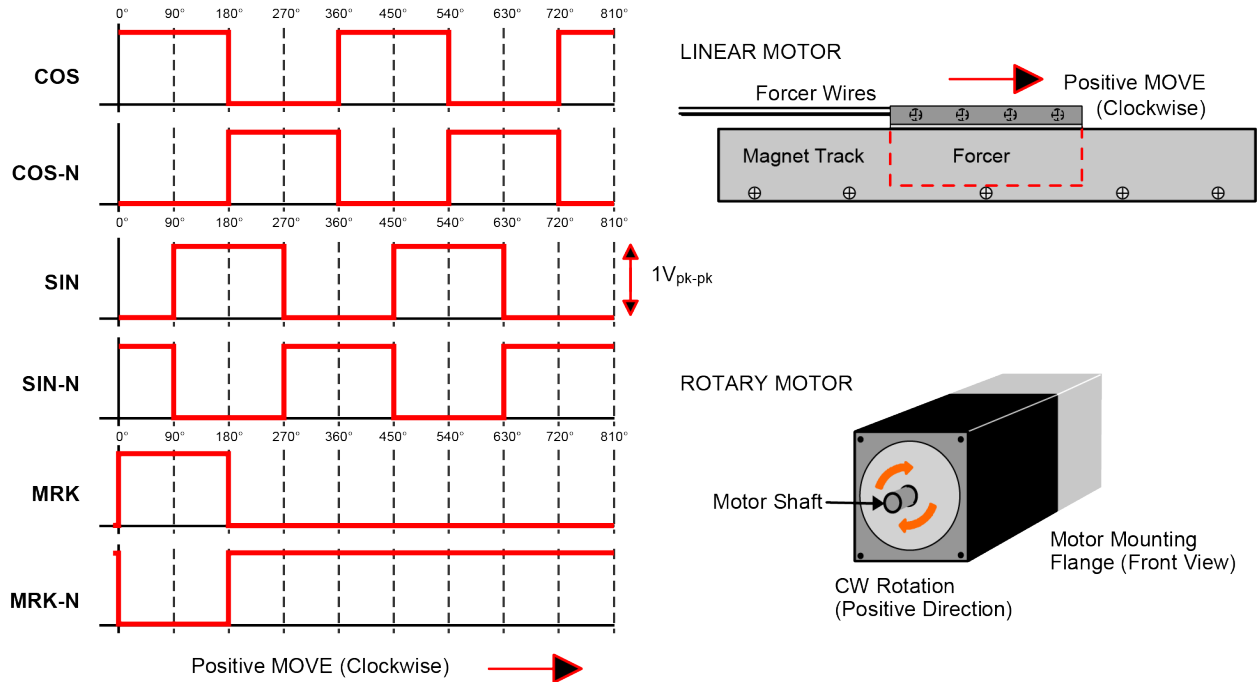 0° 90° 180° 270° 360° 450° 540° 630° 720° 810°
COS
COS-N
0° 90° 180° 270° 360° 450° 540° 630° 720° 810°
SIN
1Vpk-pk
SIN-N
0° 90° 180° 270° 360° 450° 540° 630° 720° 810°
MRK
MRK-N
Positive MOVE (Clockwise)
LINEAR MOTOR
Forcer Wires
Positive MOVE
(Clockwise)
Magnet Track
Forcer
ROTARY MOTOR
Motor Shaft
Motor Mounting
Flange (Front View)
CW Rotation
(Positive Direction)